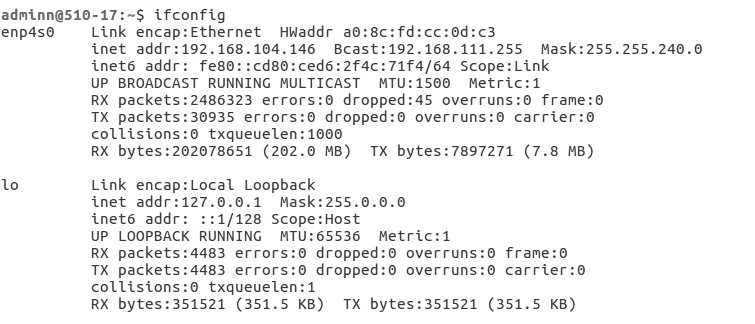 adminn@510-17:~$ ifconfig
enp4s0    Link encap:Ethernet  HWaddr a0:8c:fd:cc:0d:c3
          inet addr:192.168.104.146  Bcast:192.168.111.255  Mask:255.255.240.0
          inet6 addr: fe80::cd80:ced6:2f4c:71f4/64 Scope:Link
          UP BROADCAST RUNNING MULTICAST  MTU:1500  Metric:1
          RX packets:2486323 errors:0 dropped:45 overruns:0 frame:0
          TX packets:30935 errors:0 dropped:0 overruns:0 carrier:0
          collisions:0 txqueuelen:1000
          RX bytes:202078651 (202.0 MB)  TX bytes:7897271 (7.8 MB)

lo        Link encap:Local Loopback
          inet addr:127.0.0.1  Mask:255.0.0.0
          inet6 addr: ::1/128 Scope:Host
          UP LOOPBACK RUNNING  MTU:65536  Metric:1
          RX packets:4483 errors:0 dropped:0 overruns:0 frame:0
          TX packets:4483 errors:0 dropped:0 overruns:0 carrier:0
          collisions:0 txqueuelen:1
          RX bytes:351521 (351.5 KB)  TX bytes:351521 (351.5 KB)